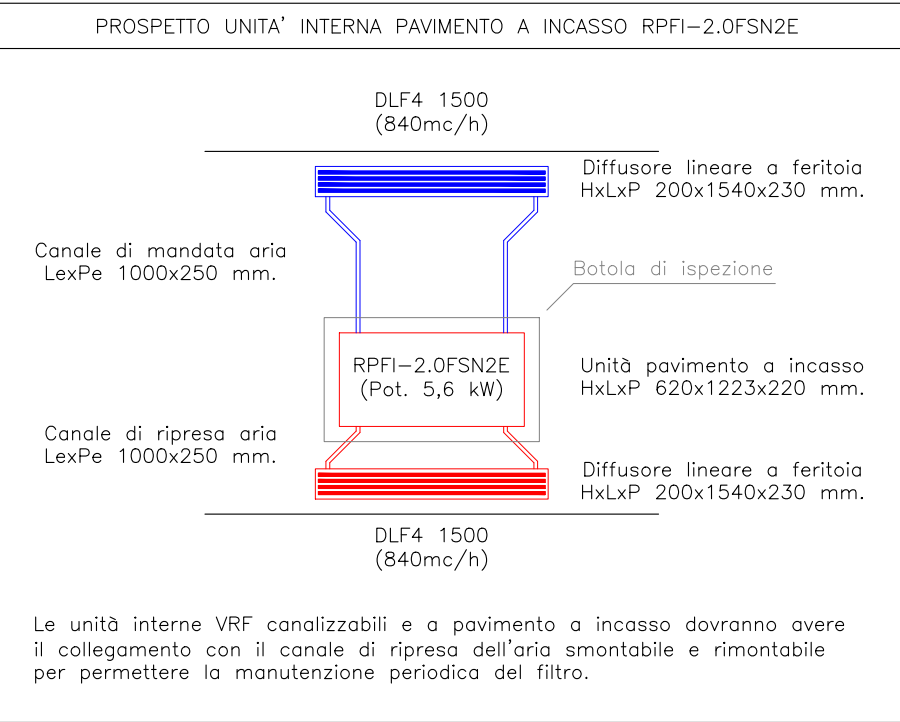 PROSPETTO UNITA' INTERNA PAVIMENTO A INCASSO RPFI-2.0FSN2E
DLF4 1500
(840mc/h)
Diffusore lineare a feritoia
HxLxP 200x1540x230 mm.
Canale di mandata aria
LexPe 1000x250 mm.
Botola di ispezione
RPFI-2.0FSN2E
(Pot. 5,6 kW)
Unità pavimento a incasso
HxLxP 620x1223x220 mm.
Canale di ripresa aria
LexPe 1000x250 mm.
Diffusore lineare a feritoia
HxLxP 200x1540x230 mm.
DLF4 1500
(840mc/h)
Le unità interne VRF canalizzabili e a pavimento a incasso dovranno avere
il collegamento con il canale di ripresa dell'aria smontabile e rimontabile
per permettere la manutenzione periodica del filtro.